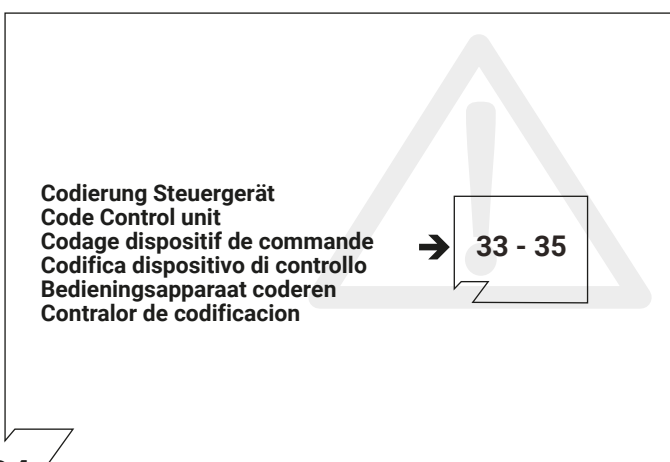 Codierung Steuergerät
Code Control unit
Codage dispositif de commande
Codifica dispositivo di controllo
Bedieningsapparaat coderen
Contralor de codificacion
33 - 35